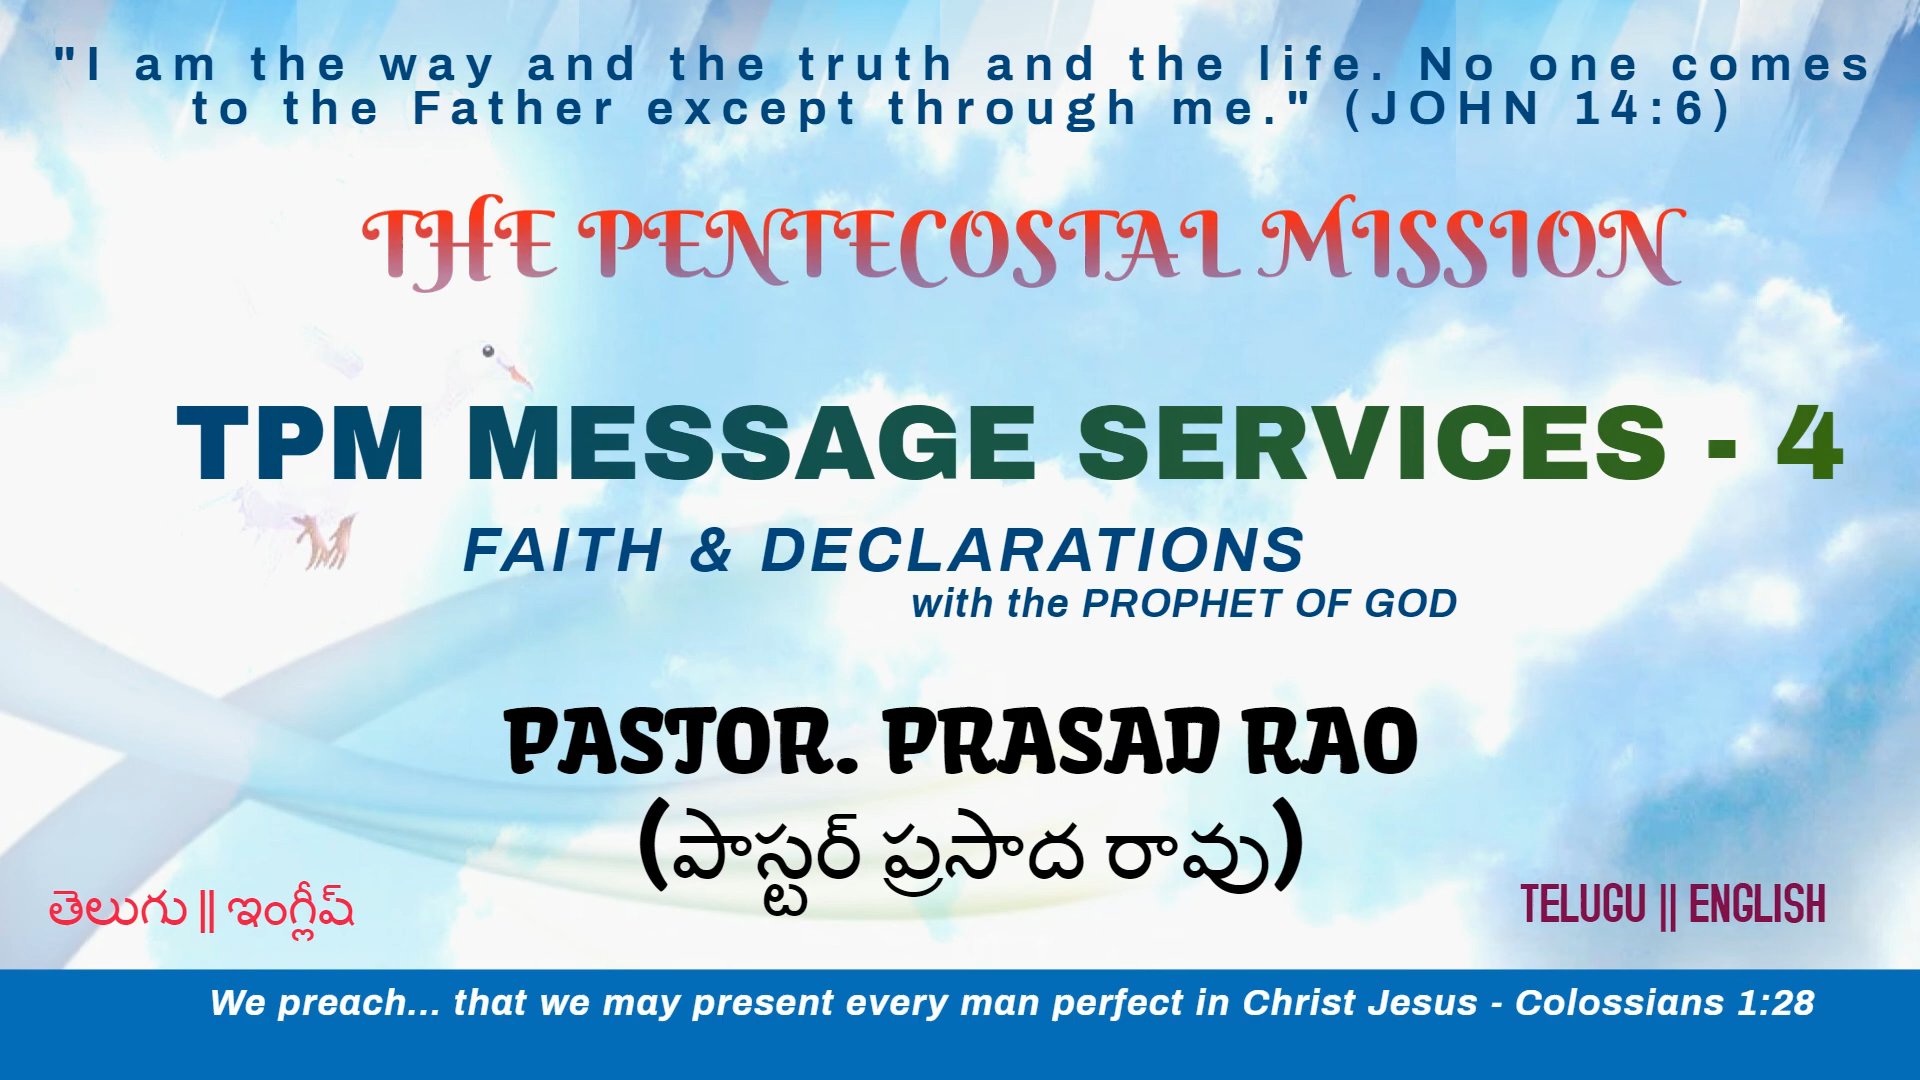 "I am the way and the truth and the life. No one comes
to the Father except through me." (JOHN 14:6)
THE PENTECOSTAL MISSION
TPM MESSAGE SERVICES - 4
FAITH & DECLARATIONS
with the PROPHET OF GOD
PASTOR. PRASAD RAO
(పాస్టర్ ప్రసాద రావు)
తెలుగు || ఇంగ్లీష్
TELUGU || ENGLISH
We preach... that we may present every man perfect in Christ Jesus - Colossians 1:28